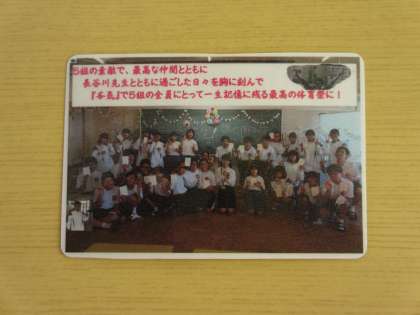 5組の素敵で、最高な仲間とともに
長谷川先生とともに過ごした日々を胸に刻んで
『本気』で5組の全員にとって一生記憶に残る最高の体育祭に！